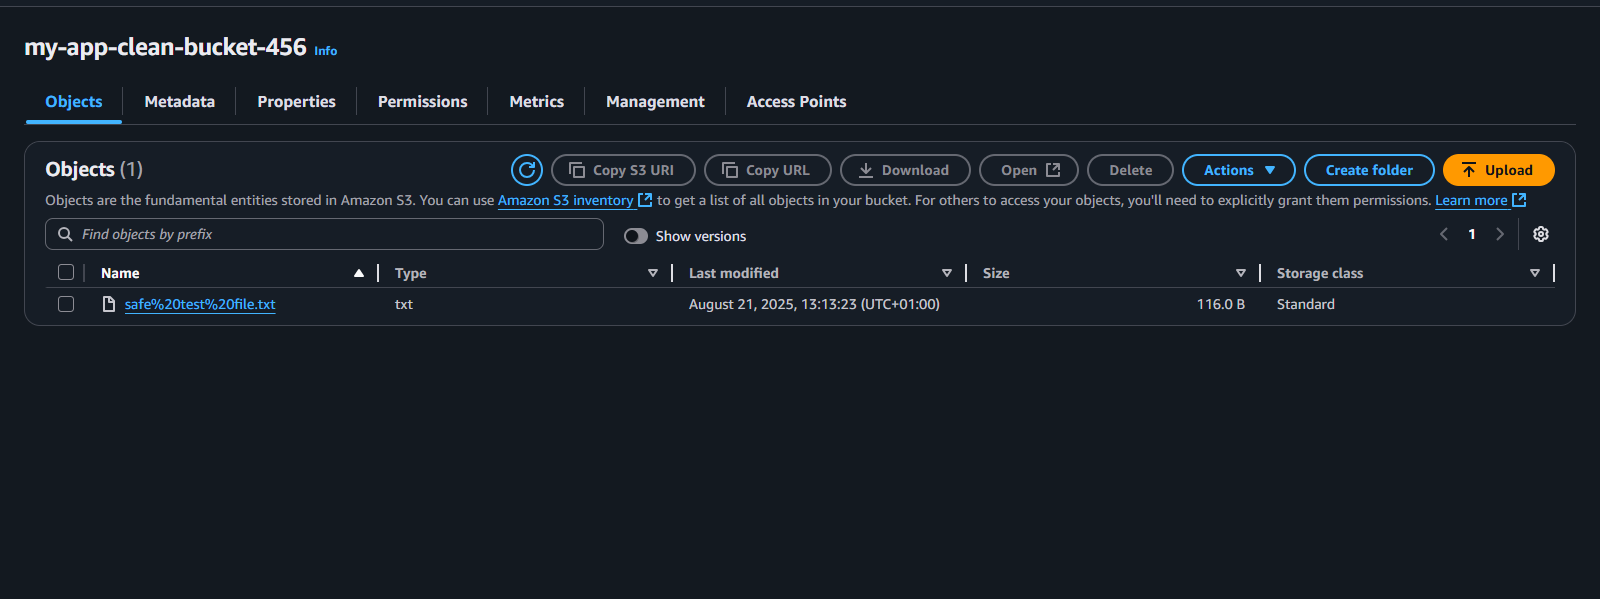 my-app-clean-bucket-456 Info
Objects Metadata Properties Permissions Metrics Management Access Points
Objects (1) Copy S3 URI Copy URL Download Open Delete Actions Create folder Upload
Objects are the fundamental entities stored in Amazon S3. You can use Amazon S3 inventory to get a list of all objects in your bucket. For others to access your objects, you'll need to explicitly grant them permissions. Learn more
Find objects by prefix Show versions 1
Name Type Last modified Size Storage class
safe%20test%20file.txt txt August 21, 2025, 13:13:23 (UTC+01:00) 116.0 B Standard